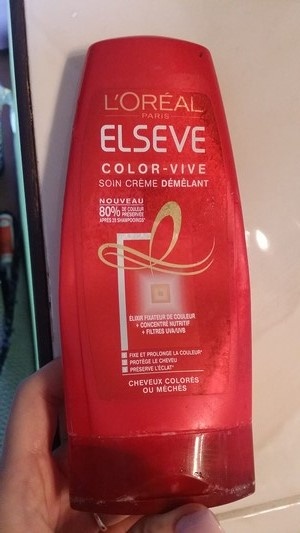 L'ORÉAL
PARIS
ELSEVE
COLOR-VIVE
SOIN CRÈME DÉMÊLANT
NOUVEAU
80% DE COULEUR
PRÉSERVÉE
APRÈS 23 SHAMPOOINGS*
ELIXIR FIXATEUR DE COULEUR
+ CONCENTRÉ NUTRITIF
+ FILTRES UVA/UVB
FIXE ET PROLONGE LA COULEUR*
PROTÈGE LE CHEVEU
PRÉSERVE L'ÉCLAT*
CHEVEUX COLORÉS
OU MÉCHÉS